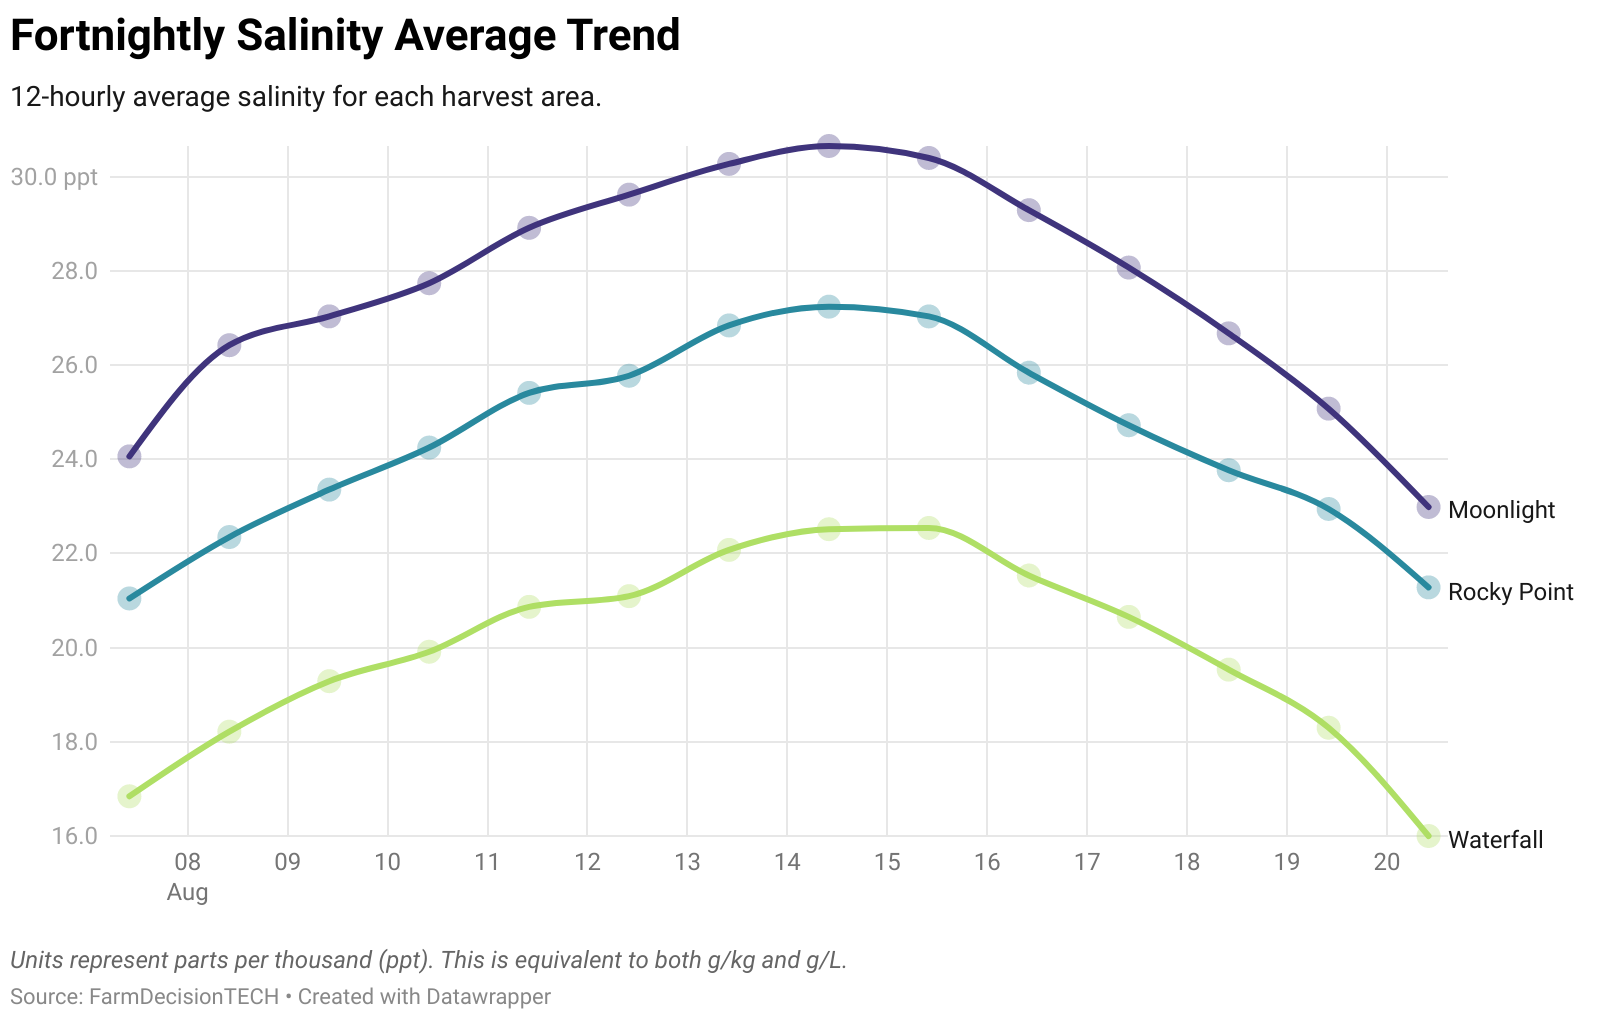 Fortnightly Salinity Average Trend
12-hourly average salinity for each harvest area.
30.0 ppt
28.0
26.0
24.0
22.0
20.0
18.0
16.0
Moonlight
Rocky Point
Waterfall
08 09 10 11 12 13 14 15 16 17 18 19 20
Aug
Units represent parts per thousand (ppt). This is equivalent to both g/kg and g/L.
Source: FarmDecisionTECH • Created with Datawrapper